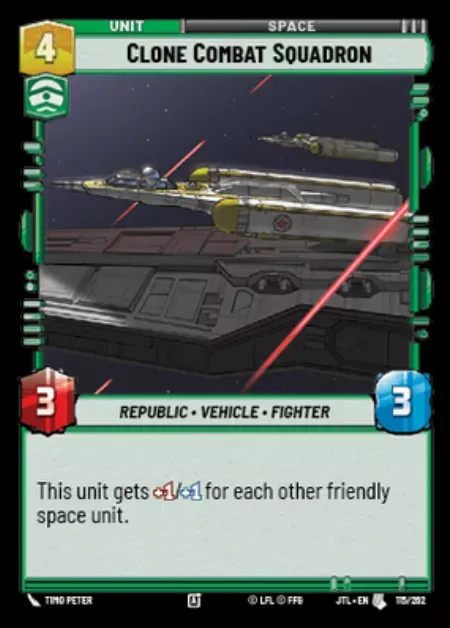 UNIT
SPACE
4
CLONE COMBAT SQUADRON
3
REPUBLIC • VEHICLE • FIGHTER
3
This unit gets +1/+1 for each other friendly
space unit.
TIMO PETER
© LFL © FFG
JTL • EN
115/262